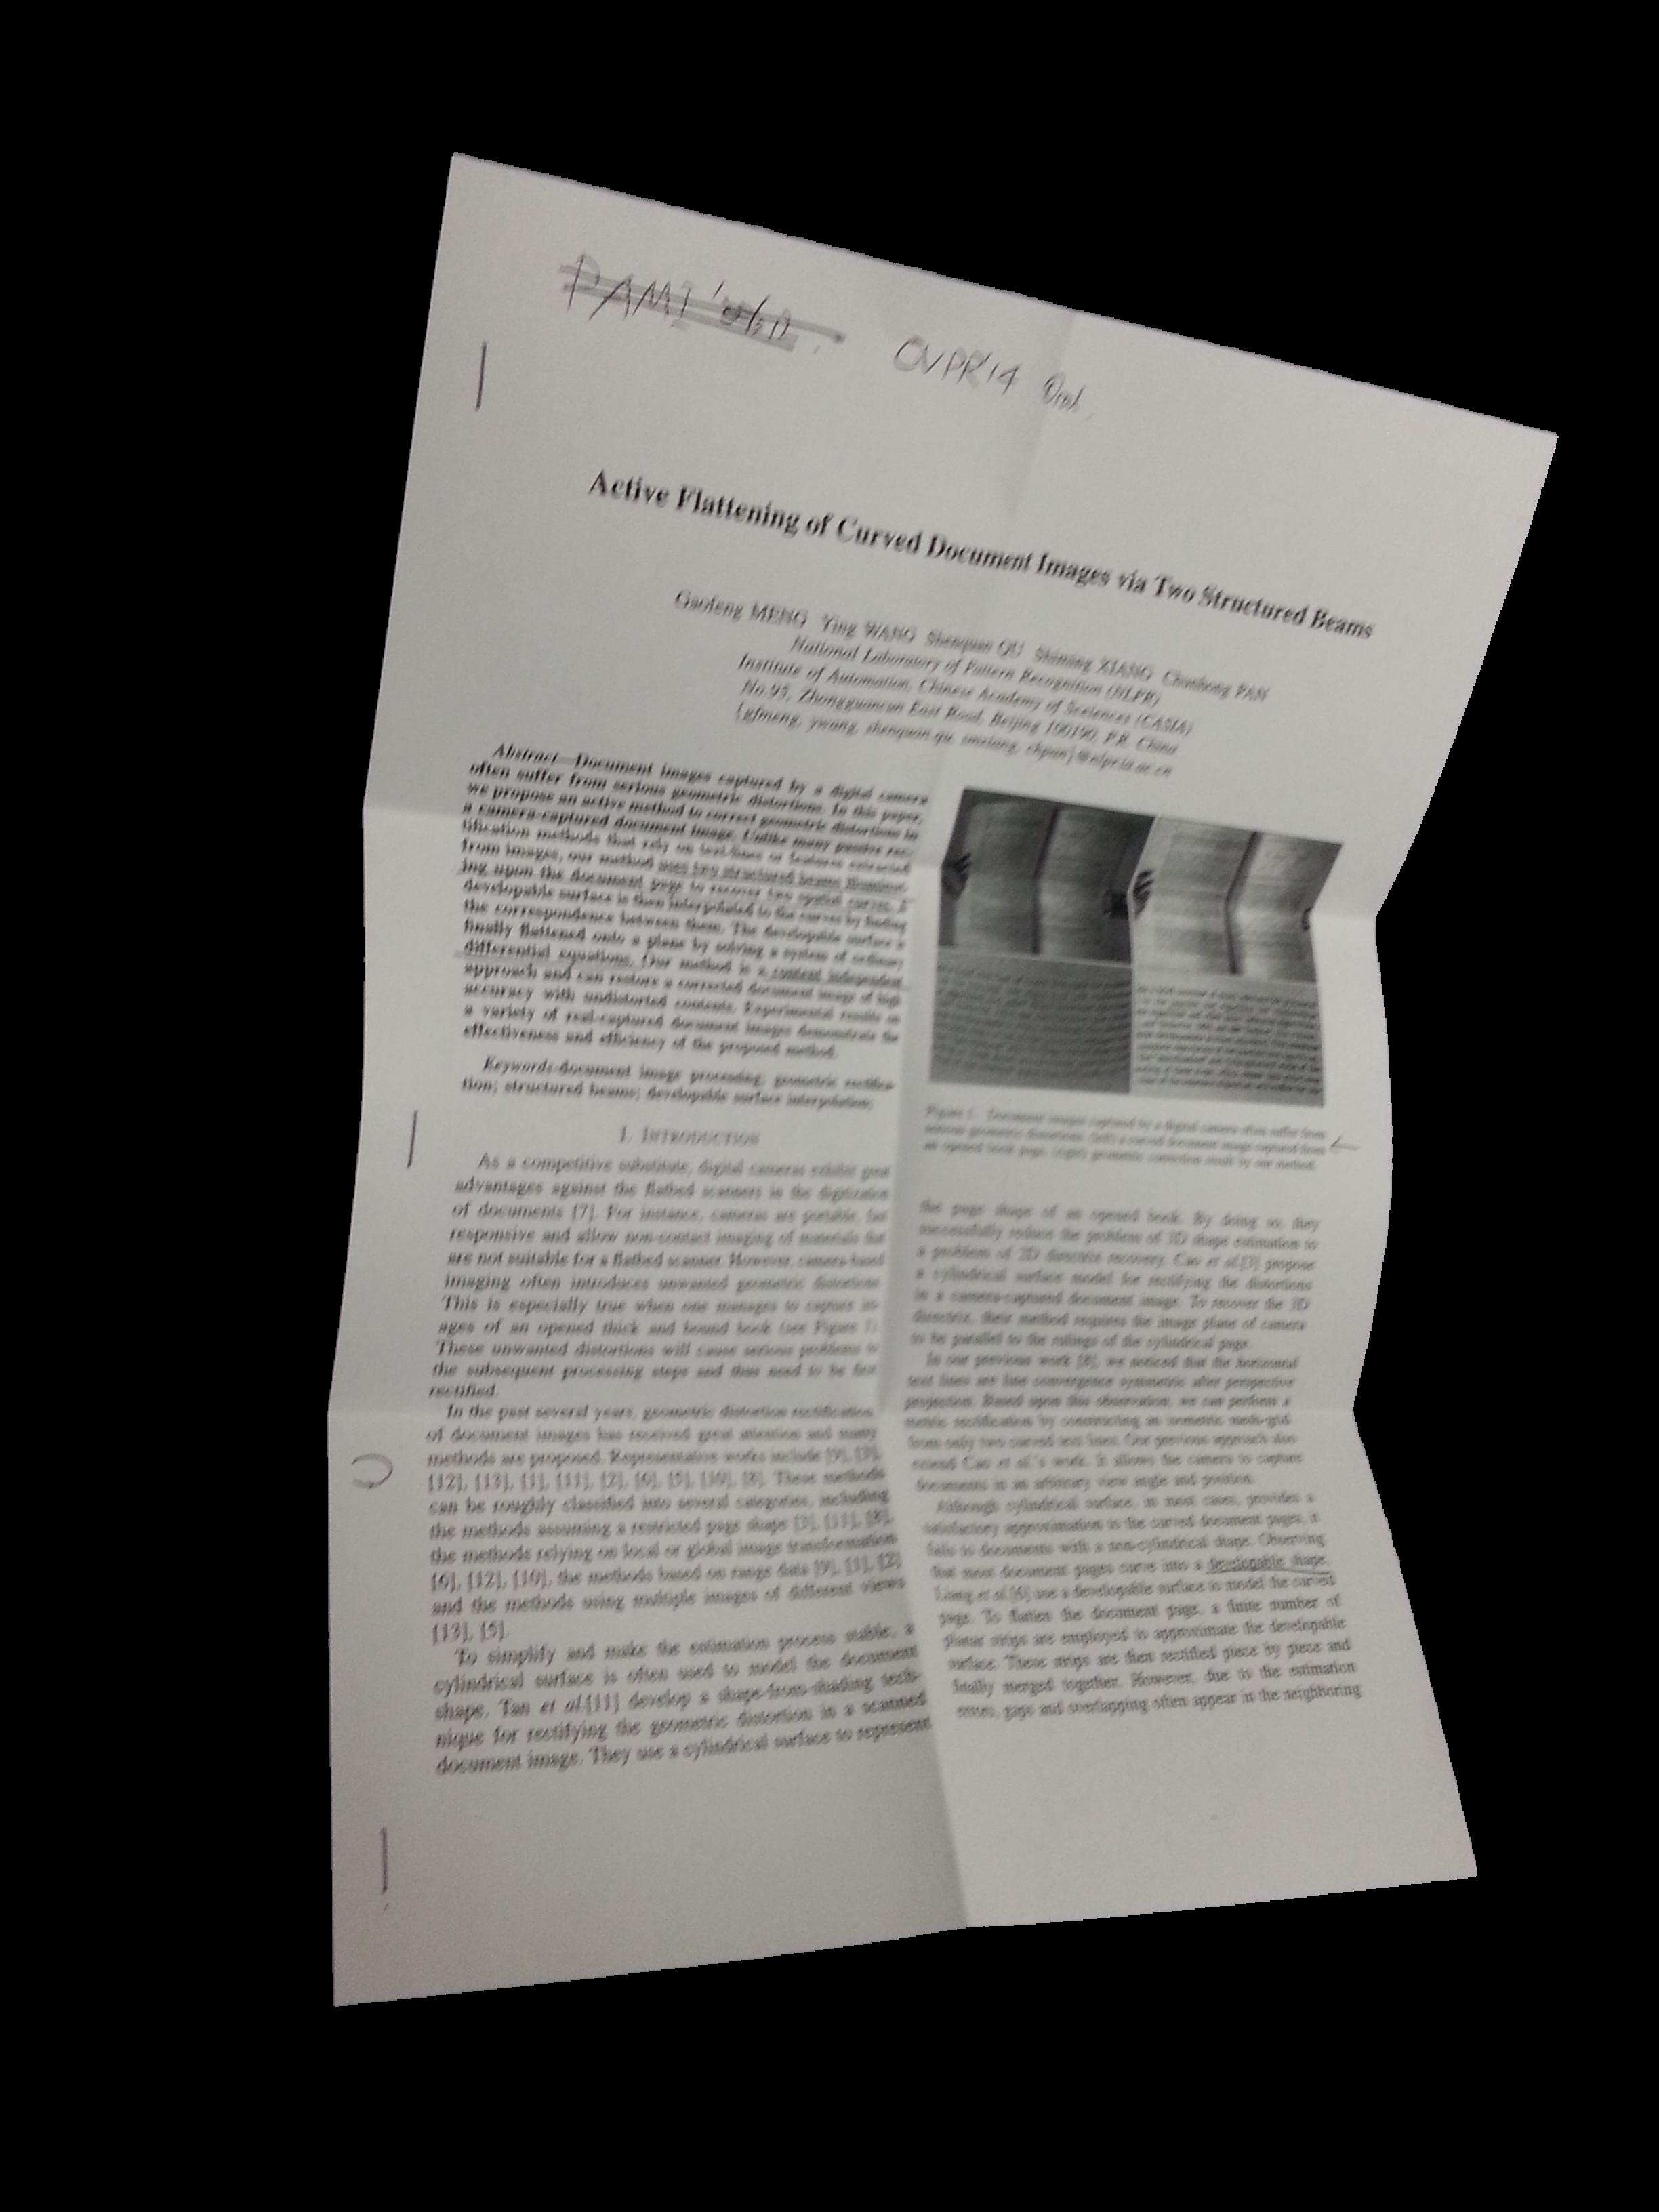 CVPR'14 Oral
Active Flattening of Curved Document Images via Two Structured Beams
Gaofeng MENG Ying WANG Shenquan QU Shiming XIANG Chunhong PAN
National Laboratory of Pattern Recognition (NLPR)
Institute of Automation, Chinese Academy of Sciences (CASIA)
No.95, Zhongguancun East Road, Beijing 100190, P.R. China
{gfmeng, ywang, shenquan.qu, smxiang, chpan}@nlpr.ia.ac.cn
Abstract—Document images captured by a digital camera
often suffer from serious geometric distortions. In this paper,
we propose an active method to correct geometric distortions in
a camera-captured document image. Unlike many passive rec-
tification methods that rely on text-lines or features extracted
from images, our method uses two structured beams illuminat-
ing upon the document page to recover two spatial curves. A
developable surface is then interpolated to the curves by finding
the correspondence between them. The developable surface is
finally flattened onto a plane by solving a system of ordinary
differential equations. Our method is a content independent
approach and can restore a corrected document image of high
accuracy with undistorted contents. Experimental results on
a variety of real-captured document images demonstrate the
effectiveness and efficiency of the proposed method.
Keywords-document image processing; geometric rectifica-
tion; structured beams; developable surface interpolation;
1. INTRODUCTION
As a competitive substitute, digital cameras exhibit great
advantages against the flatbed scanners in the digitization
of documents [7]. For instance, cameras are portable, fast
responsive and allow non-contact imaging of materials that
are not suitable for a flatbed scanner. However, camera-based
imaging often introduces unwanted geometric distortions.
This is especially true when one manages to capture im-
ages of an opened thick and bound book (see Figure 1).
These unwanted distortions will cause serious problems to
the subsequent processing steps and thus need to be first
rectified.
In the past several years, geometric distortion rectification
of document images has received great attention and many
methods are proposed. Representative works include [9], [3],
[12], [13], [1], [11], [2], [6], [5], [10], [8]. These methods
can be roughly classified into several categories, including
the methods assuming a restricted page shape [3], [11], [8],
the methods relying on local or global image transformation
[6], [12], [10], the methods based on range data [9], [1], [2]
and the methods using multiple images of different views
[13], [5].
To simplify and make the estimation process stable, a
cylindrical surface is often used to model the document
shape. Tan et al.[11] develop a shape-from-shading tech-
nique for rectifying the geometric distortion in a scanned
document image. They use a cylindrical surface to represent
Figure 1. Document images captured by a digital camera often suffer from
serious geometric distortions. (left) a curved document image captured from
an opened book page. (right) geometric correction result by our method.
the page shape of an opened book. By doing so, they
successfully reduce the problem of 3D shape estimation to
a problem of 2D directrix recovery. Cao et al.[3] propose
a cylindrical surface model for rectifying the distortions
in a camera-captured document image. To recover the 3D
directrix, their method requires the image plane of camera
to be parallel to the rulings of the cylindrical page.
In our previous work [8], we noticed that the horizontal
text lines are line convergence symmetric after perspective
projection. Based upon this observation, we can perform a
metric rectification by constructing an isometric mesh-grid
from only two curved text lines. Our previous approach also
extend Cao et al.'s work. It allows the camera to capture
documents in an arbitrary view angle and position.
Although cylindrical surface, in most cases, provides a
satisfactory approximation to the curved document pages, it
fails to documents with a non-cylindrical shape. Observing
that most document pages curve into a developable shape,
Liang et al.[6] use a developable surface to model the curved
page. To flatten the document page, a finite number of
planar strips are employed to approximate the developable
surface. These strips are then rectified piece by piece and
finally merged together. However, due to the estimation
errors, gaps and overlapping often appear in the neighboring